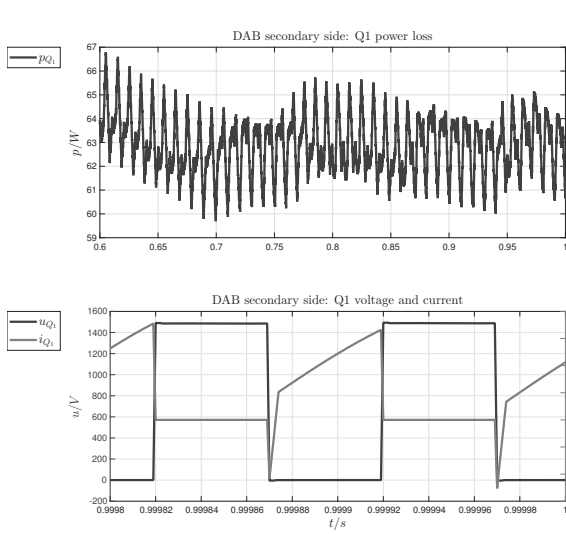 DAB secondary side: Q1 power loss
p_{Q_1}
p/W
67
66
65
64
63
62
61
60
59
0.6 0.65 0.7 0.75 0.8 0.85 0.9 0.95 1
DAB secondary side: Q1 voltage and current
u_{Q_1}
i_{Q_1}
u/V
1600
1400
1200
1000
800
600
400
200
0
-200
0.9998 0.99982 0.99984 0.99986 0.99988 0.9999 0.99992 0.99994 0.99996 0.99998 1
t/s